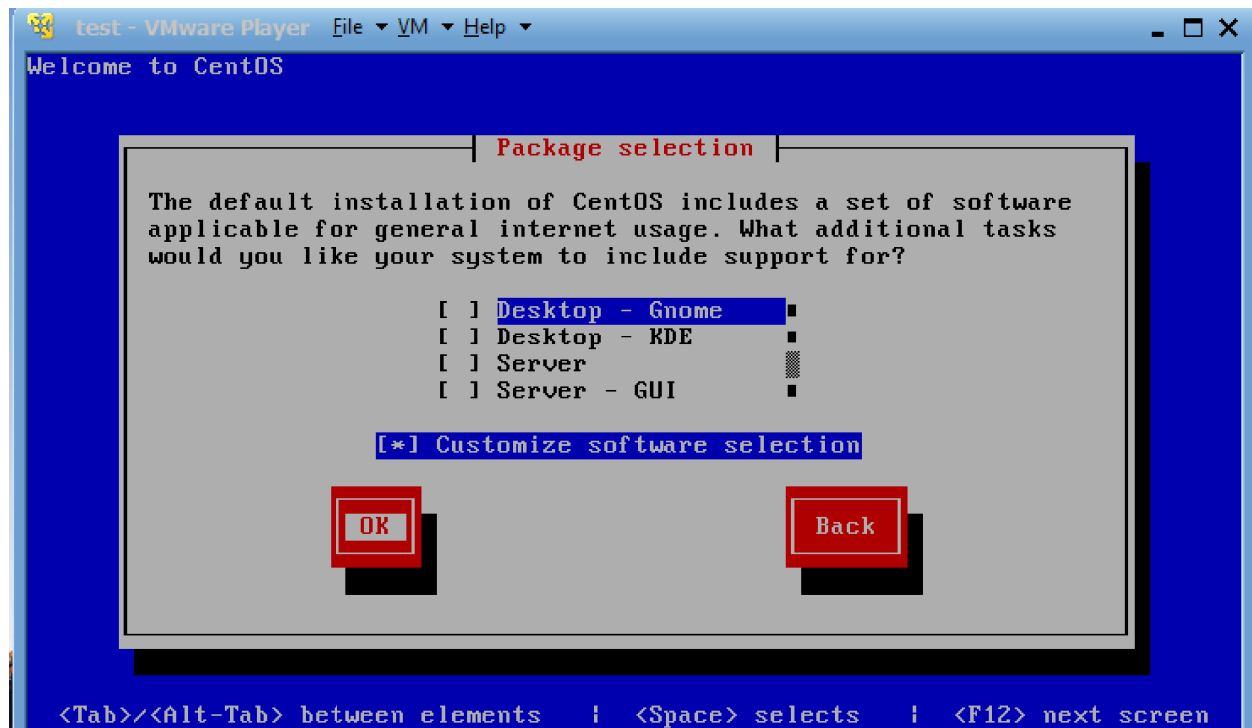 test - VMware Player File VM Help
Welcome to CentOS
Package selection
The default installation of CentOS includes a set of software
applicable for general internet usage. What additional tasks
would you like your system to include support for?
[ ] Desktop - Gnome
[ ] Desktop - KDE
[ ] Server
[ ] Server - GUI
[*] Customize software selection
OK Back
<Tab>/<Alt-Tab> between elements | <Space> selects | <F12> next screen